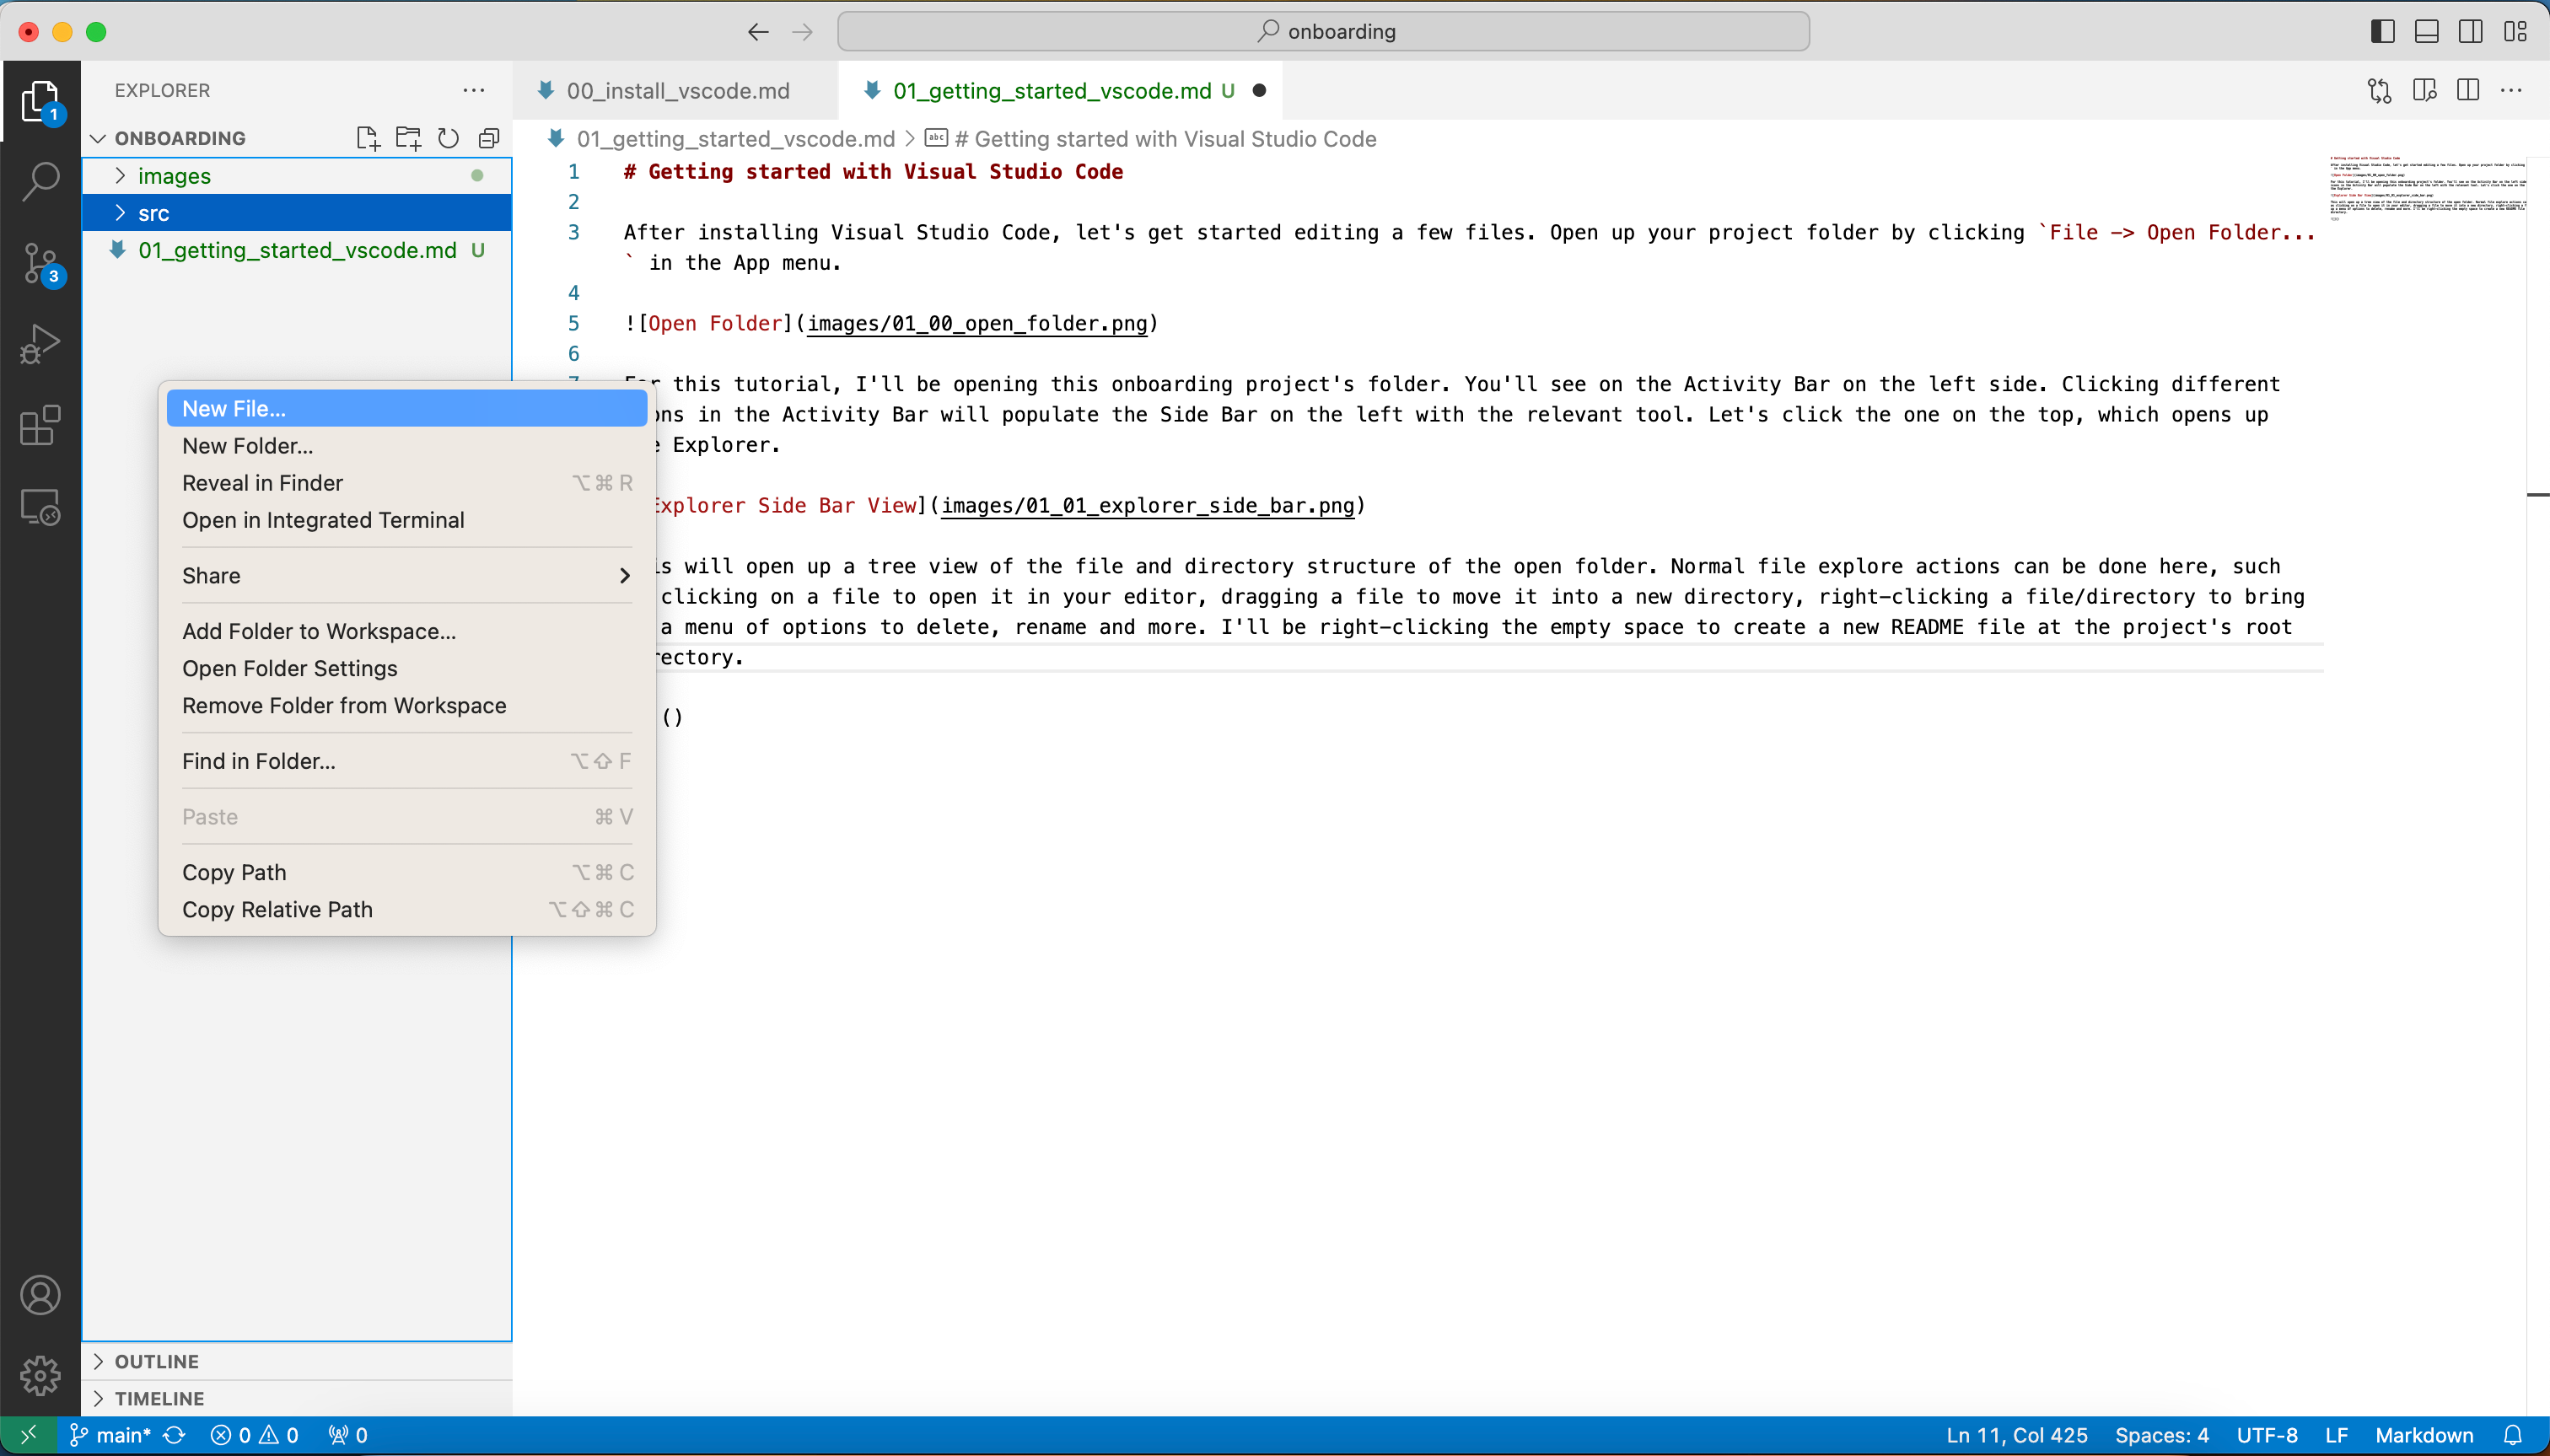 onboarding
EXPLORER
00_install_vscode.md
01_getting_started_vscode.md U
ONBOARDING
images
src
01_getting_started_vscode.md U
01_getting_started_vscode.md > # Getting started with Visual Studio Code
1 # Getting started with Visual Studio Code
2
3 After installing Visual Studio Code, let's get started editing a few files. Open up your project folder by clicking `File -> Open Folder...
` in the App menu.
4
5 ![Open Folder](images/01_00_open_folder.png)
6
this tutorial, I'll be opening this onboarding project's folder. You'll see on the Activity Bar on the left side. Clicking different
ons in the Activity Bar will populate the Side Bar on the left with the relevant tool. Let's click the one on the top, which opens up
e Explorer.
Explorer Side Bar View](images/01_01_explorer_side_bar.png)
is will open up a tree view of the file and directory structure of the open folder. Normal file explore actions can be done here, such
clicking on a file to open it in your editor, dragging a file to move it into a new directory, right-clicking a file/directory to bring
a menu of options to delete, rename and more. I'll be right-clicking the empty space to create a new README file at the project's root
rectory.
()
New File...
New Folder...
Reveal in Finder ⌥⌘R
Open in Integrated Terminal
Share
Add Folder to Workspace...
Open Folder Settings
Remove Folder from Workspace
Find in Folder... ⌥⇧F
Paste ⌘V
Copy Path ⌥⌘C
Copy Relative Path ⌥⇧⌘C
1
3
OUTLINE
TIMELINE
main* 0 0 0
Ln 11, Col 425 Spaces: 4 UTF-8 LF Markdown